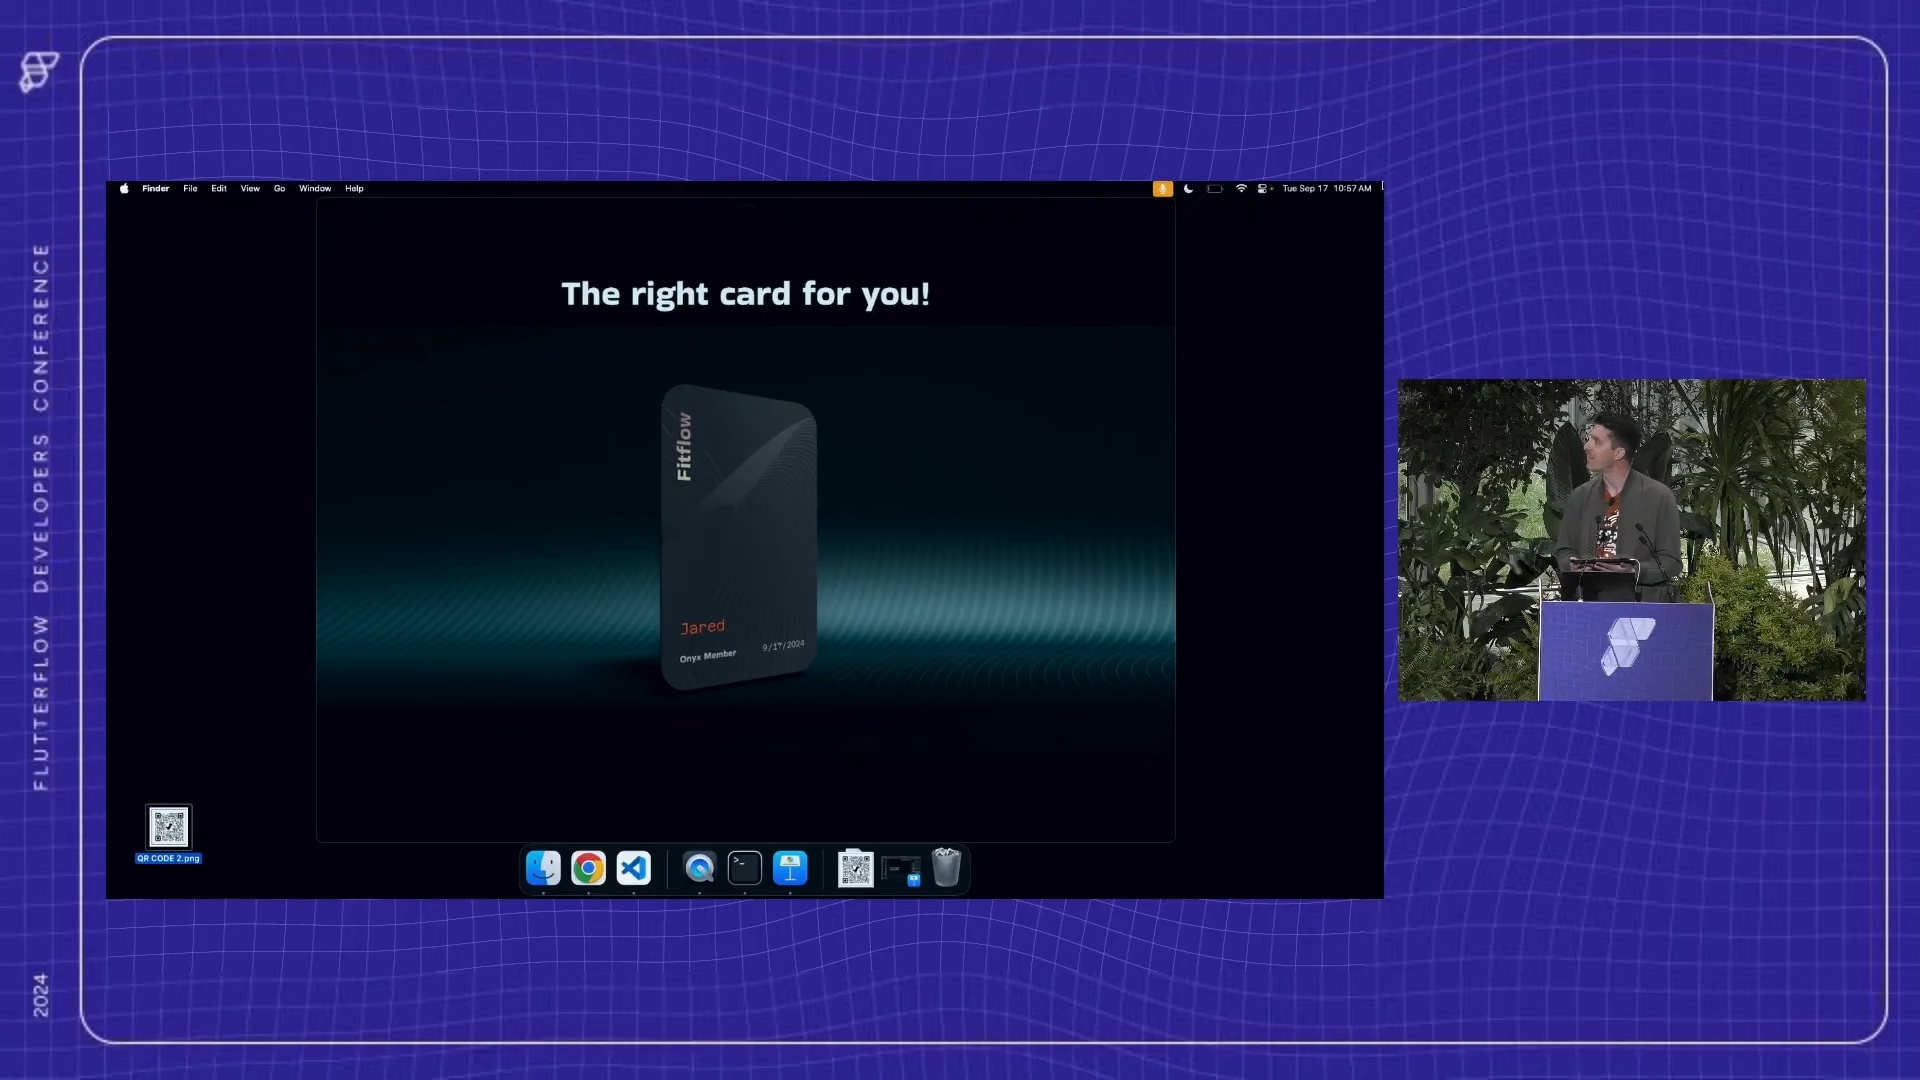 Finder File Edit View Go Window Help
Tue Sep 17 10:57 AM
The right card for you!
Fitflow
Jared
Onyx Member 9/17/2024
QR CODE 2.png
FLUTTERFLOW DEVELOPERS CONFERENCE
2024